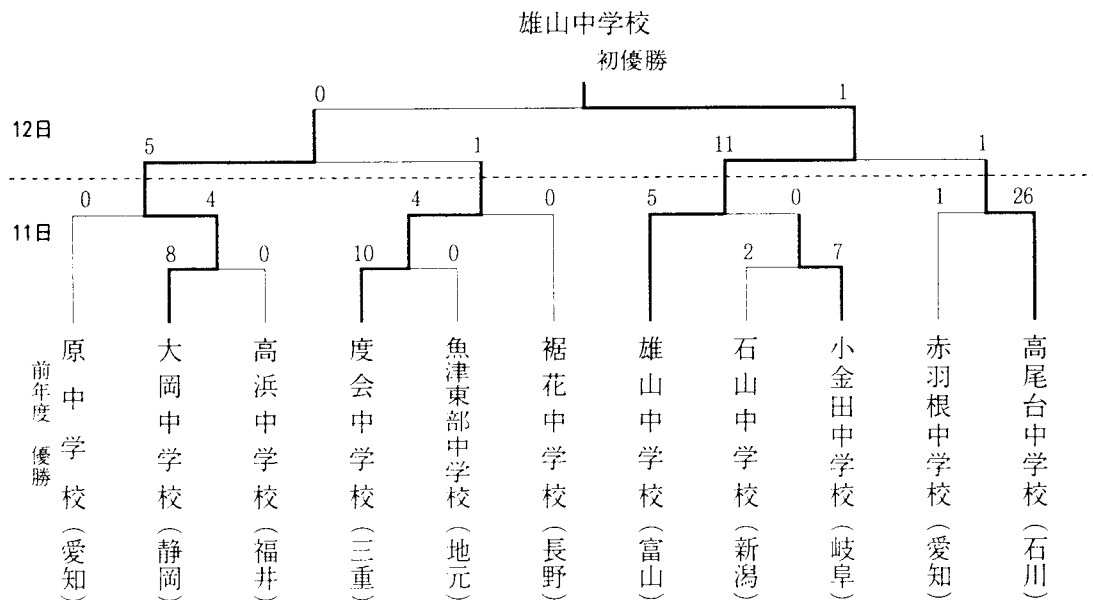 雄山中学校
初優勝
0 1
12日
5 1 11 1
0 4 4 0 5 0 1 26
11日
8 0 10 0 2 7
前年度 優勝
原中学校(愛知)
大岡中学校(静岡)
高浜中学校(福井)
度会中学校(三重)
魚津東部中学校(地元)
裾花中学校(長野)
雄山中学校(富山)
石山中学校(新潟)
小金田中学校(岐阜)
赤羽根中学校(愛知)
高尾台中学校(石川)